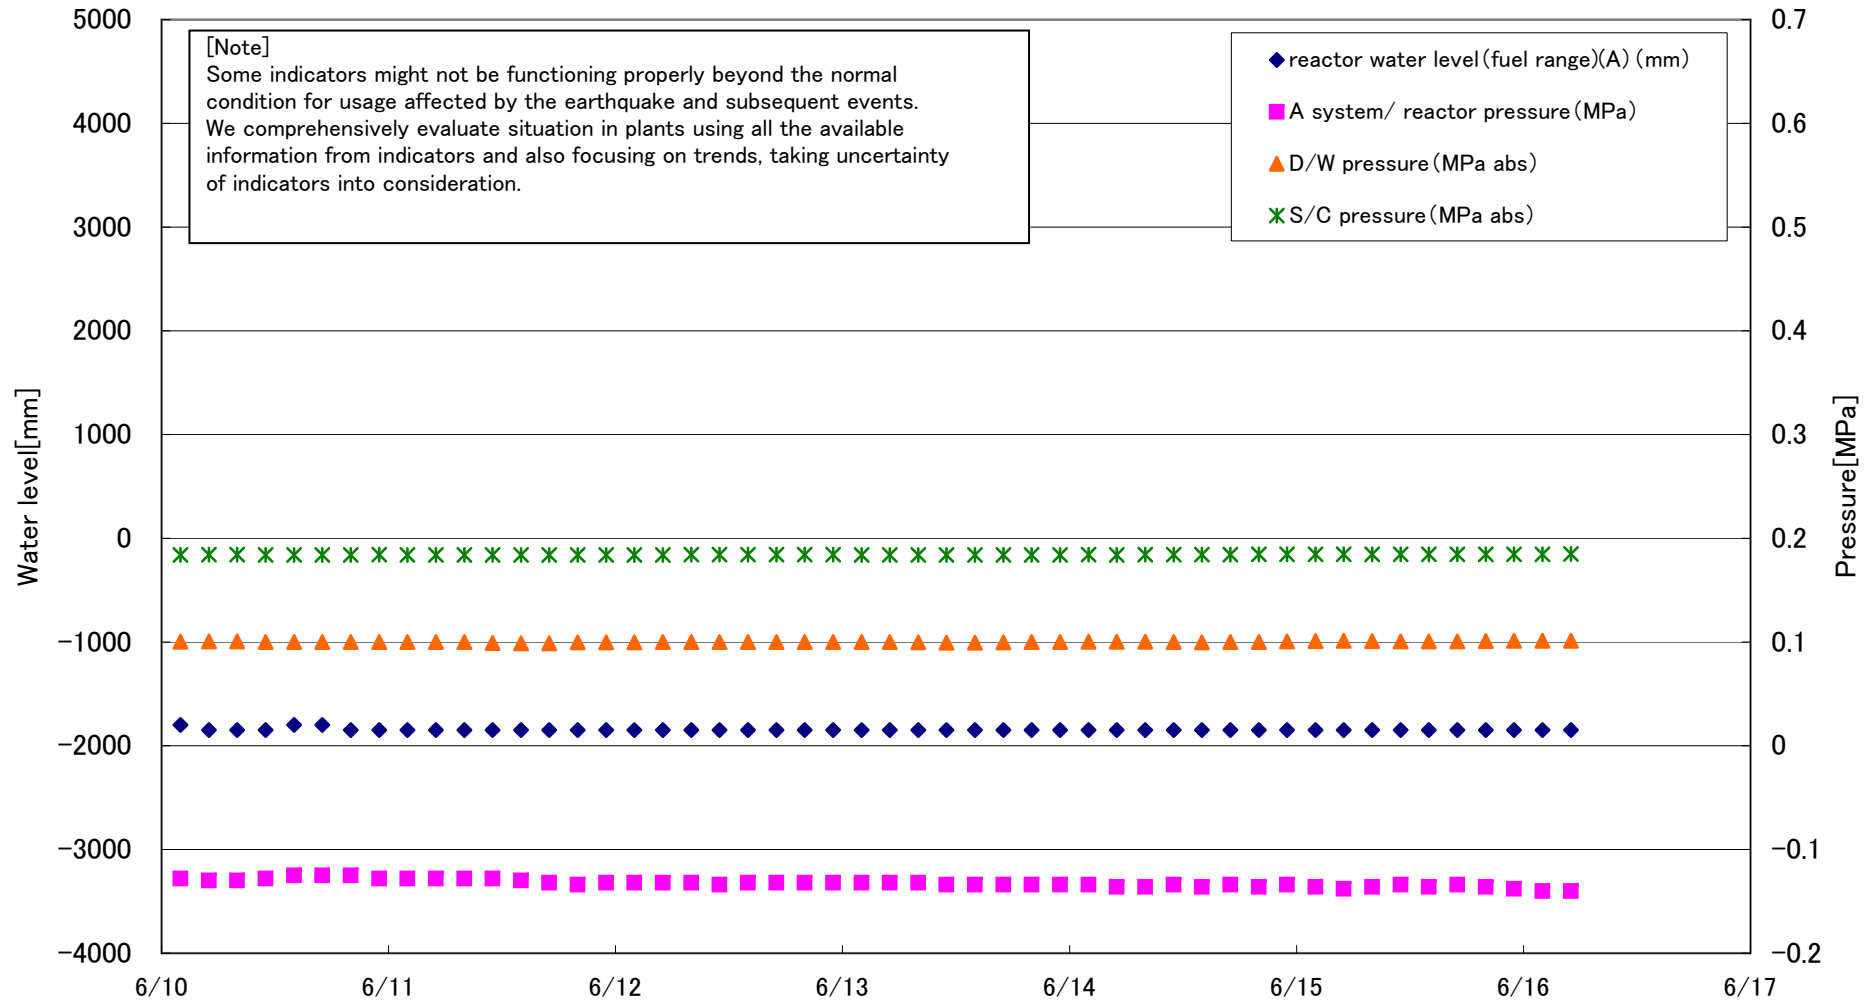 5000
4000
3000
2000
1000
0
-1000
-2000
-3000
-4000
Water level[mm]
[Note]
Some indicators might not be functioning properly beyond the normal
condition for usage affected by the earthquake and subsequent events.
We comprehensively evaluate situation in plants using all the available
information from indicators and also focusing on trends, taking uncertainty
of indicators into consideration.
reactor water level(fuel range)(A) (mm)
A system/ reactor pressure(MPa)
D/W pressure(MPa abs)
S/C pressure(MPa abs)
0.7
0.6
0.5
0.4
0.3
0.2
0.1
0
-0.1
-0.2
Pressure[MPa]
6/10 6/11 6/12 6/13 6/14 6/15 6/16 6/17